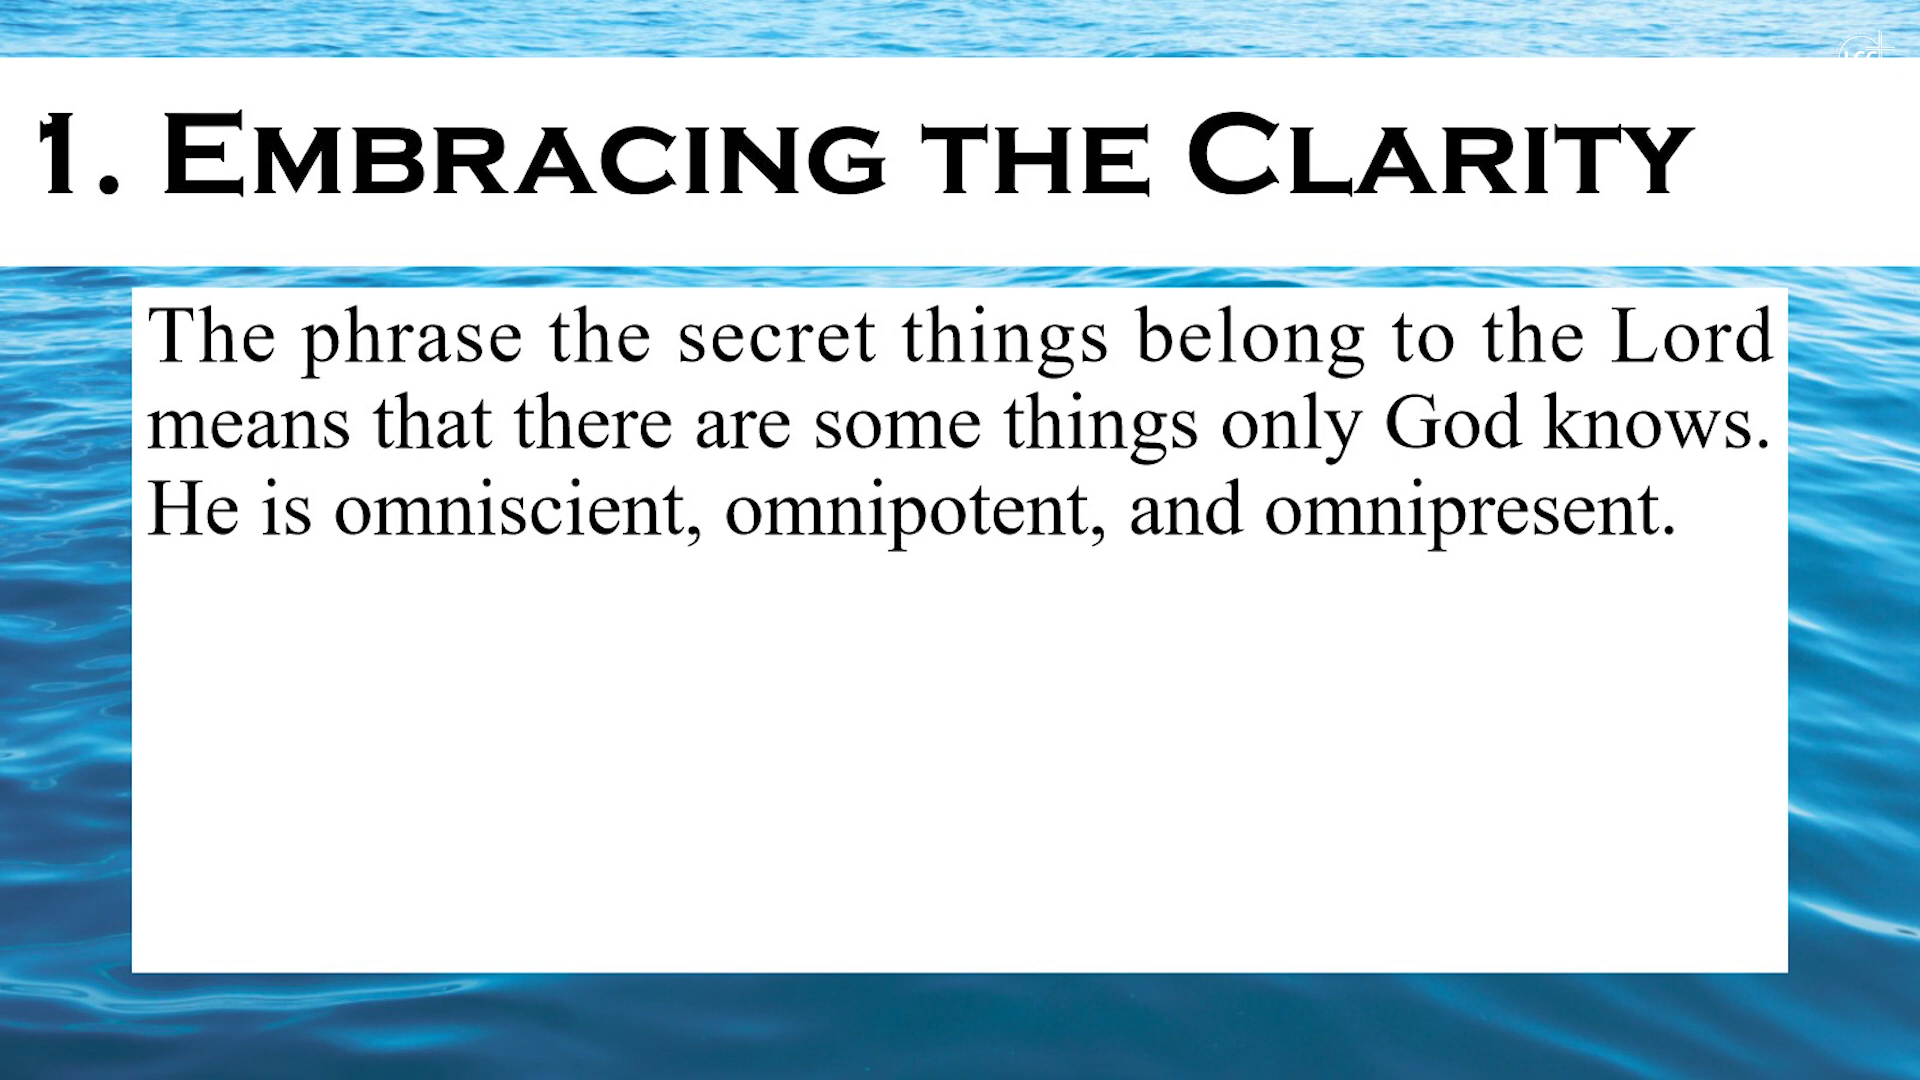 1. EMBRACING THE CLARITY
The phrase the secret things belong to the Lord
means that there are some things only God knows.
He is omniscient, omnipotent, and omnipresent.